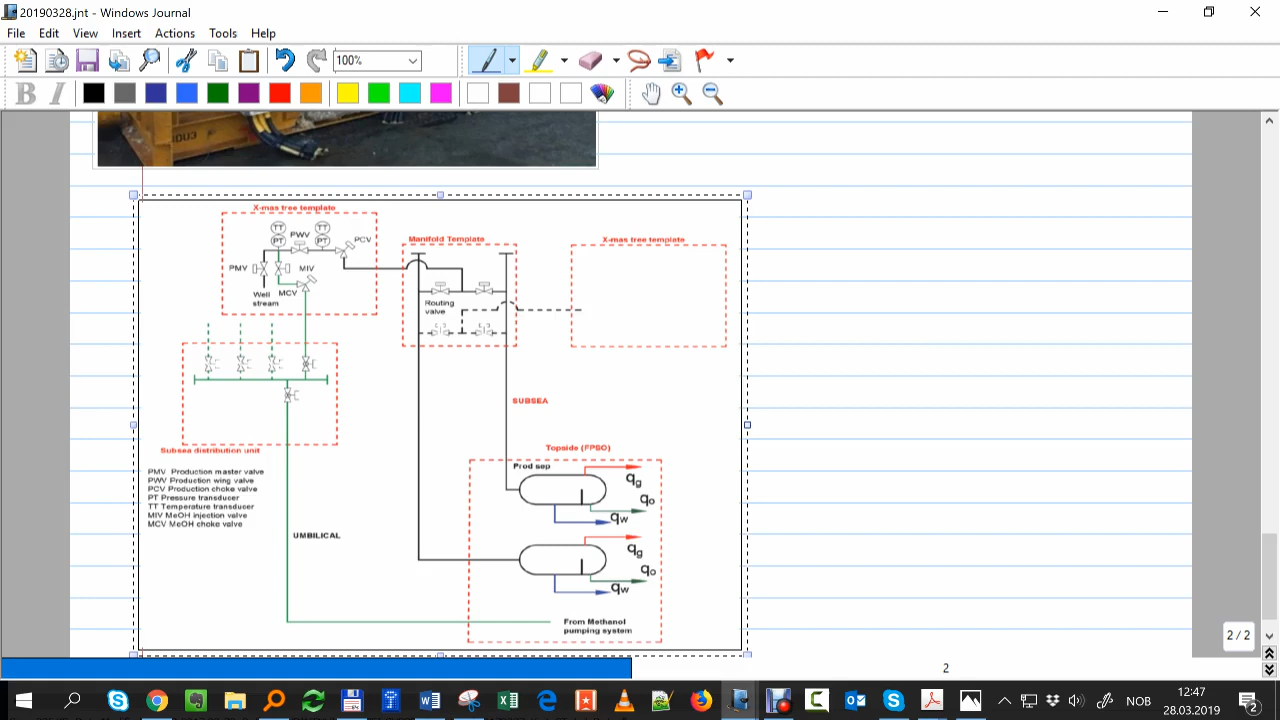 20190328.jnt - Windows Journal
File Edit View Insert Actions Tools Help
100%
B I
DU3
X-mas tree template
TT TT
PT PWV PT PCV
PMV MIV
MCV
Well
stream
Manifold Template
Routing
valve
X-mas tree template
SUBSEA
Subsea distribution unit
PMV Production master valve
PWV Production wing valve
PCV Production choke valve
PT Pressure transducer
TT Temperature transducer
MIV MeOH injection valve
MCV MeOH choke valve
UMBILICAL
Topside (FPSO)
Prod sep
qg
qo
qw
qg
qo
qw
From Methanol
pumping system
2 / 2
2
NOB
12:47
28.03.2019
2